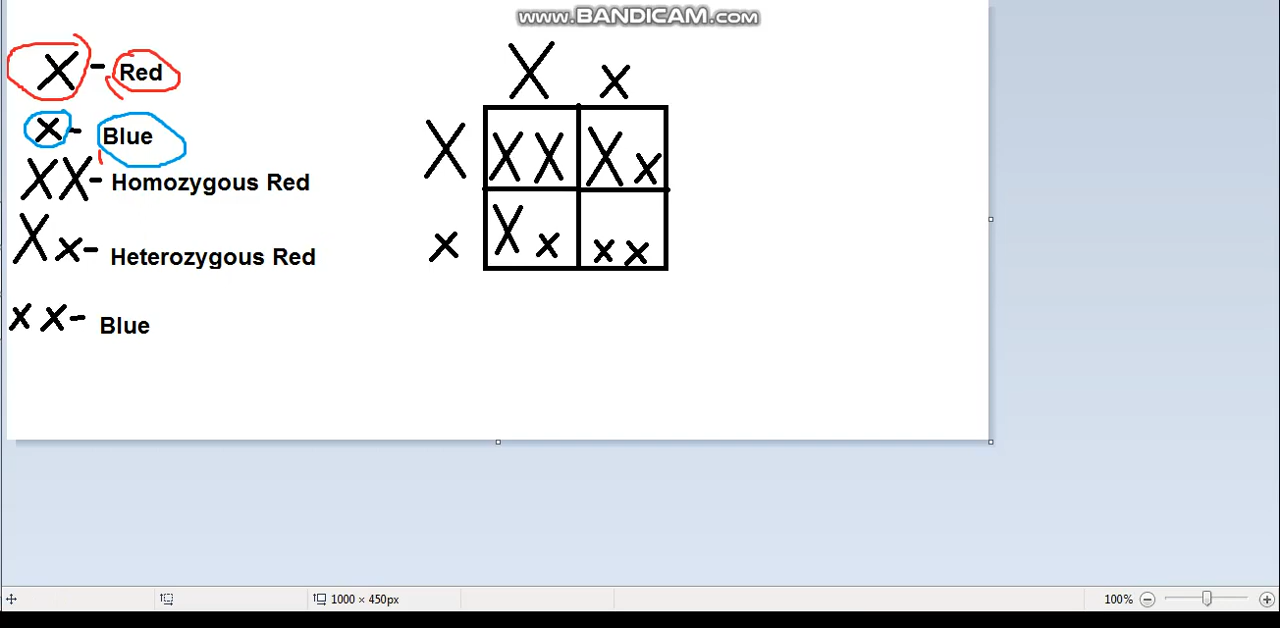 www.BANDICAM.com
X - Red
x - Blue
XX - Homozygous Red
Xx - Heterozygous Red
xx - Blue
X x
X XX Xx
x Xx xx
1000 × 450px
100%